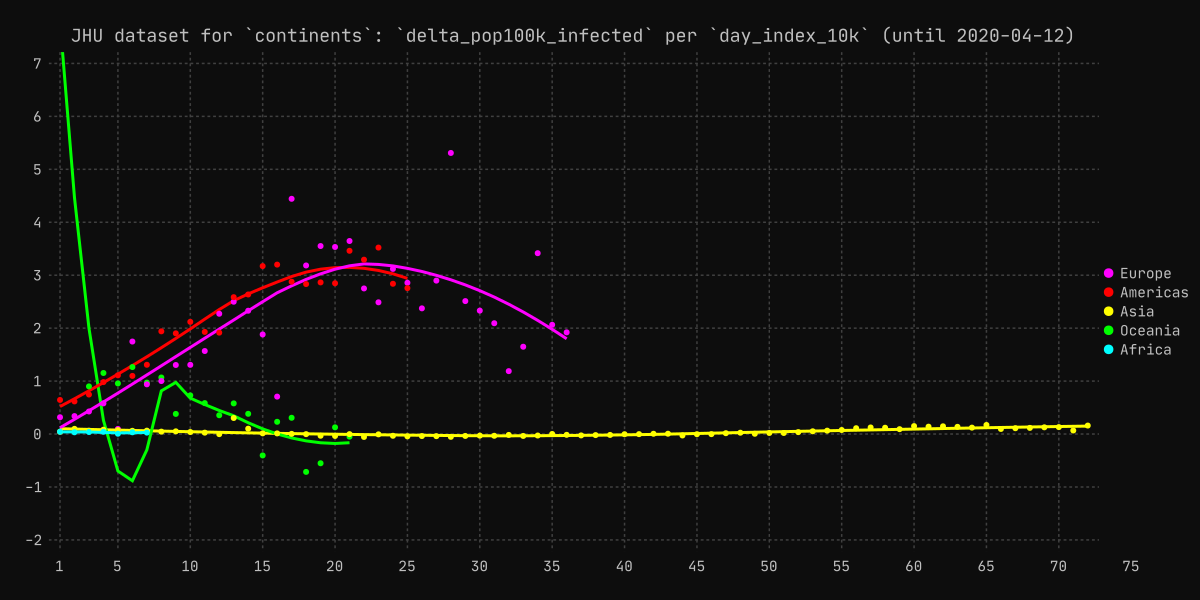 JHU dataset for `continents`: `delta_pop100k_infected` per `day_index_10k` (until 2020-04-12)
7
6
5
4
3
2
1
0
-1
-2
1 5 10 15 20 25 30 35 40 45 50 55 60 65 70 75
Europe
Americas
Asia
Oceania
Africa